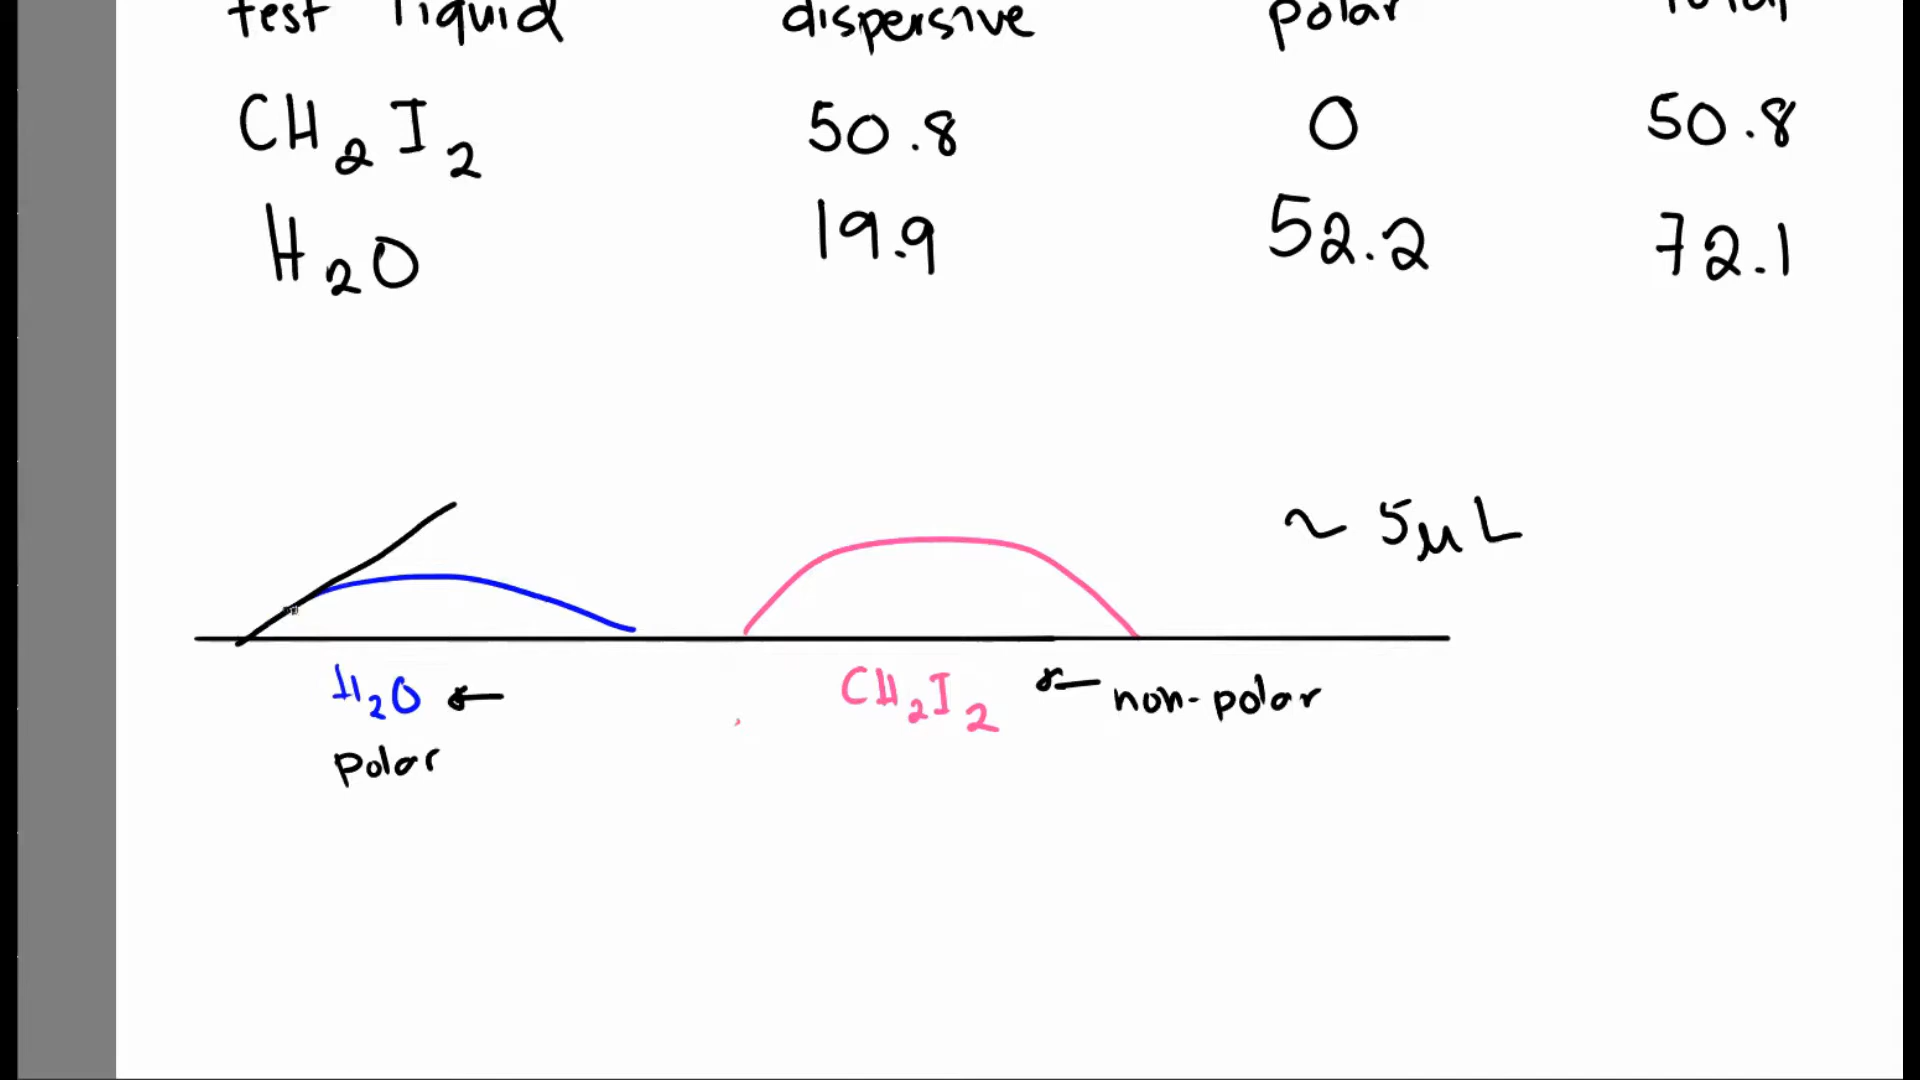 test liquid dispersive polar total
CH2I2 50.8 0 50.8
H2O 19.9 52.2 72.1
~ 5μL
H2O ← CH2I2 ← non-polar
polar